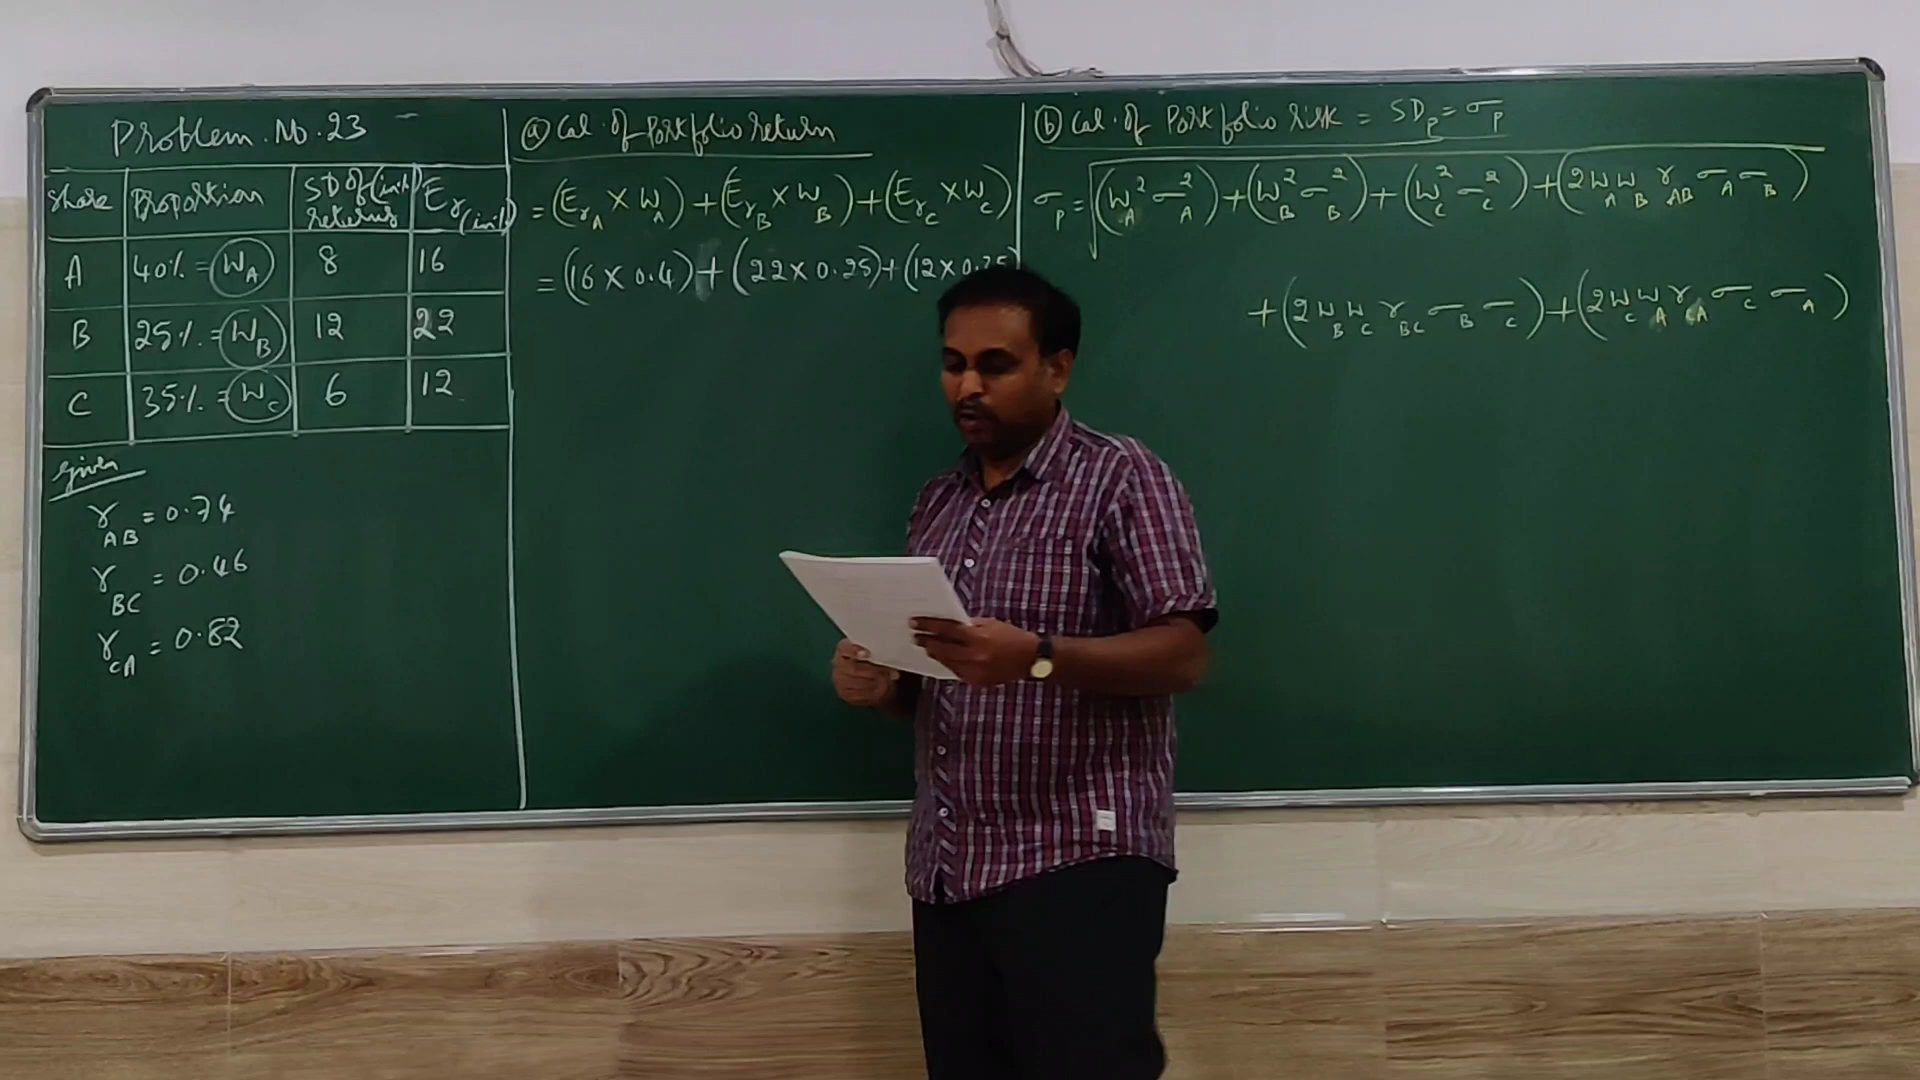 Problem.No.23
Share Proportion SD of (in%) returns Er(in%)
A 40% = WA 8 16
B 25% = WB 12 22
C 35% = WC 6 12
Given
rAB = 0.74
rBC = 0.46
rCA = 0.82
(a) Cal. of Portfolio return
= (ErA × WA) + (ErB × WB) + (ErC × WC)
= (16 × 0.4) + (22 × 0.25) + (12 × 0.35)
(b) Cal. of Portfolio risk = SDp = σp
σp = √(WA² σA²) + (WB² σB²) + (WC² σC²) + (2 WA WB rAB σA σB)
+ (2 WB WC rBC σB σC) + (2 WC WA rCA σC σA)